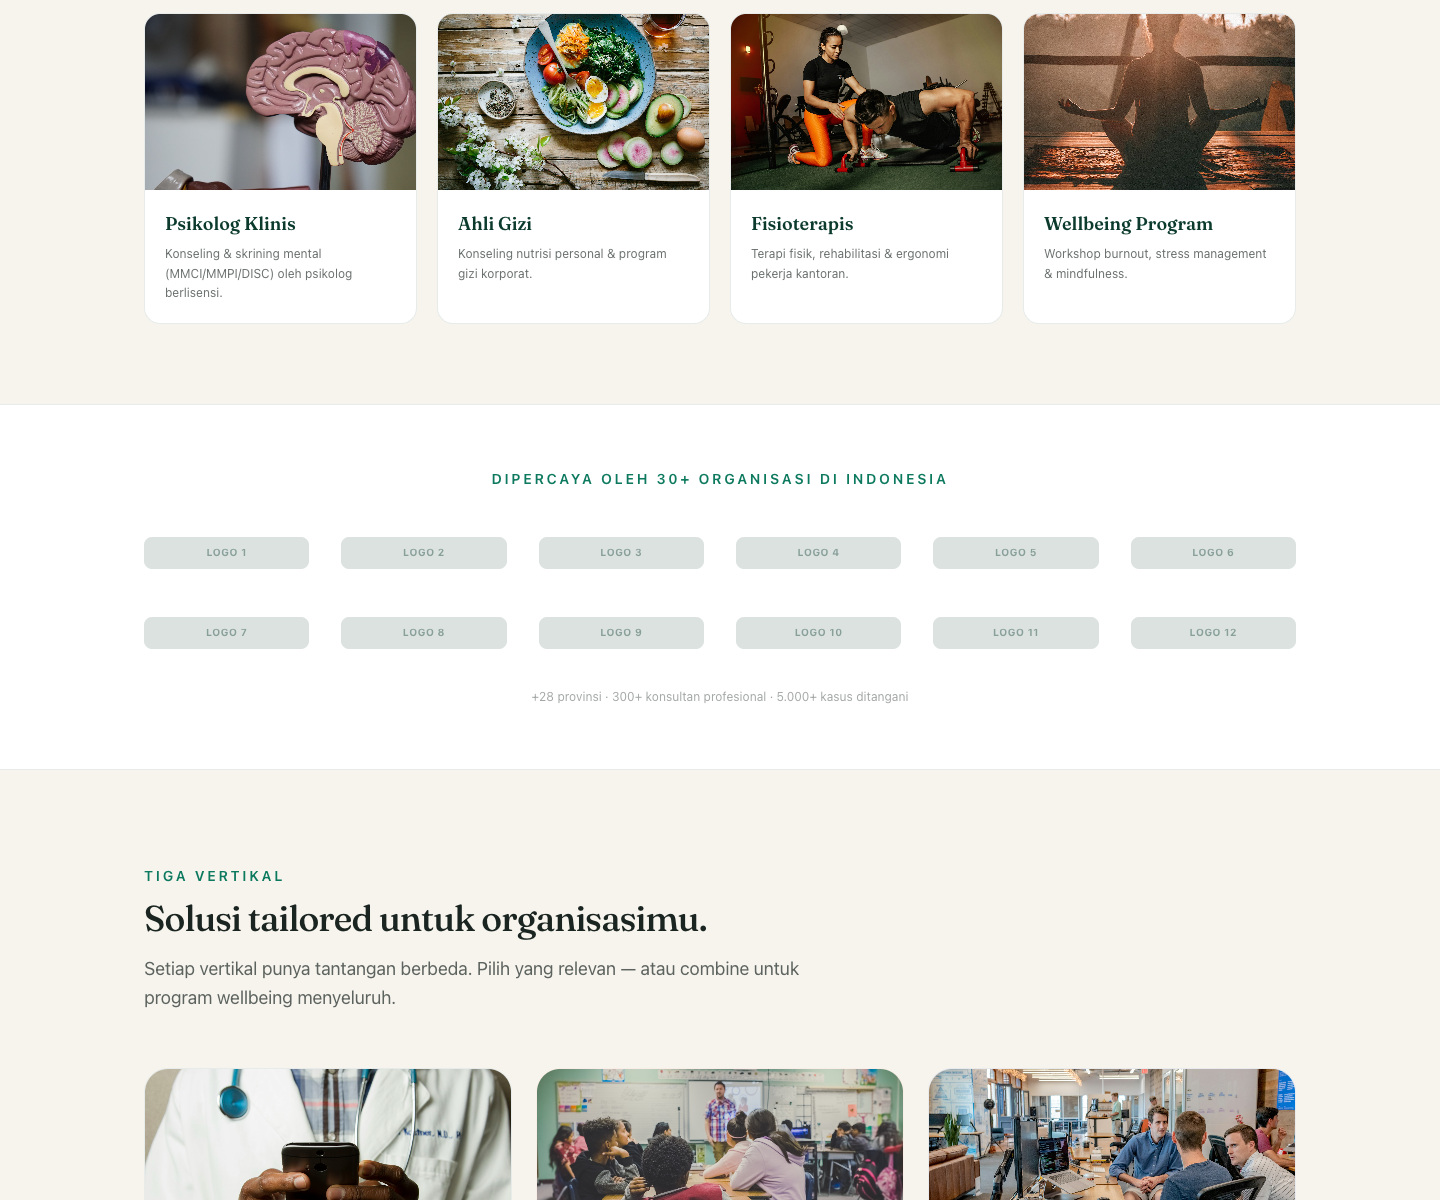 Psikolog Klinis
Konseling & skrining mental
(MMCI/MMPI/DISC) oleh psikolog
berlisensi.
Ahli Gizi
Konseling nutrisi personal & program
gizi korporat.
Fisioterapis
Terapi fisik, rehabilitasi & ergonomi
pekerja kantoran.
Wellbeing Program
Workshop burnout, stress management
& mindfulness.
DIPERCAYA OLEH 30+ ORGANISASI DI INDONESIA
LOGO 1
LOGO 2
LOGO 3
LOGO 4
LOGO 5
LOGO 6
LOGO 7
LOGO 8
LOGO 9
LOGO 10
LOGO 11
LOGO 12
+28 provinsi · 300+ konsultan profesional · 5.000+ kasus ditangani
TIGA VERTIKAL
Solusi tailored untuk organisasimu.
Setiap vertikal punya tantangan berbeda. Pilih yang relevan — atau combine untuk
program wellbeing menyeluruh.